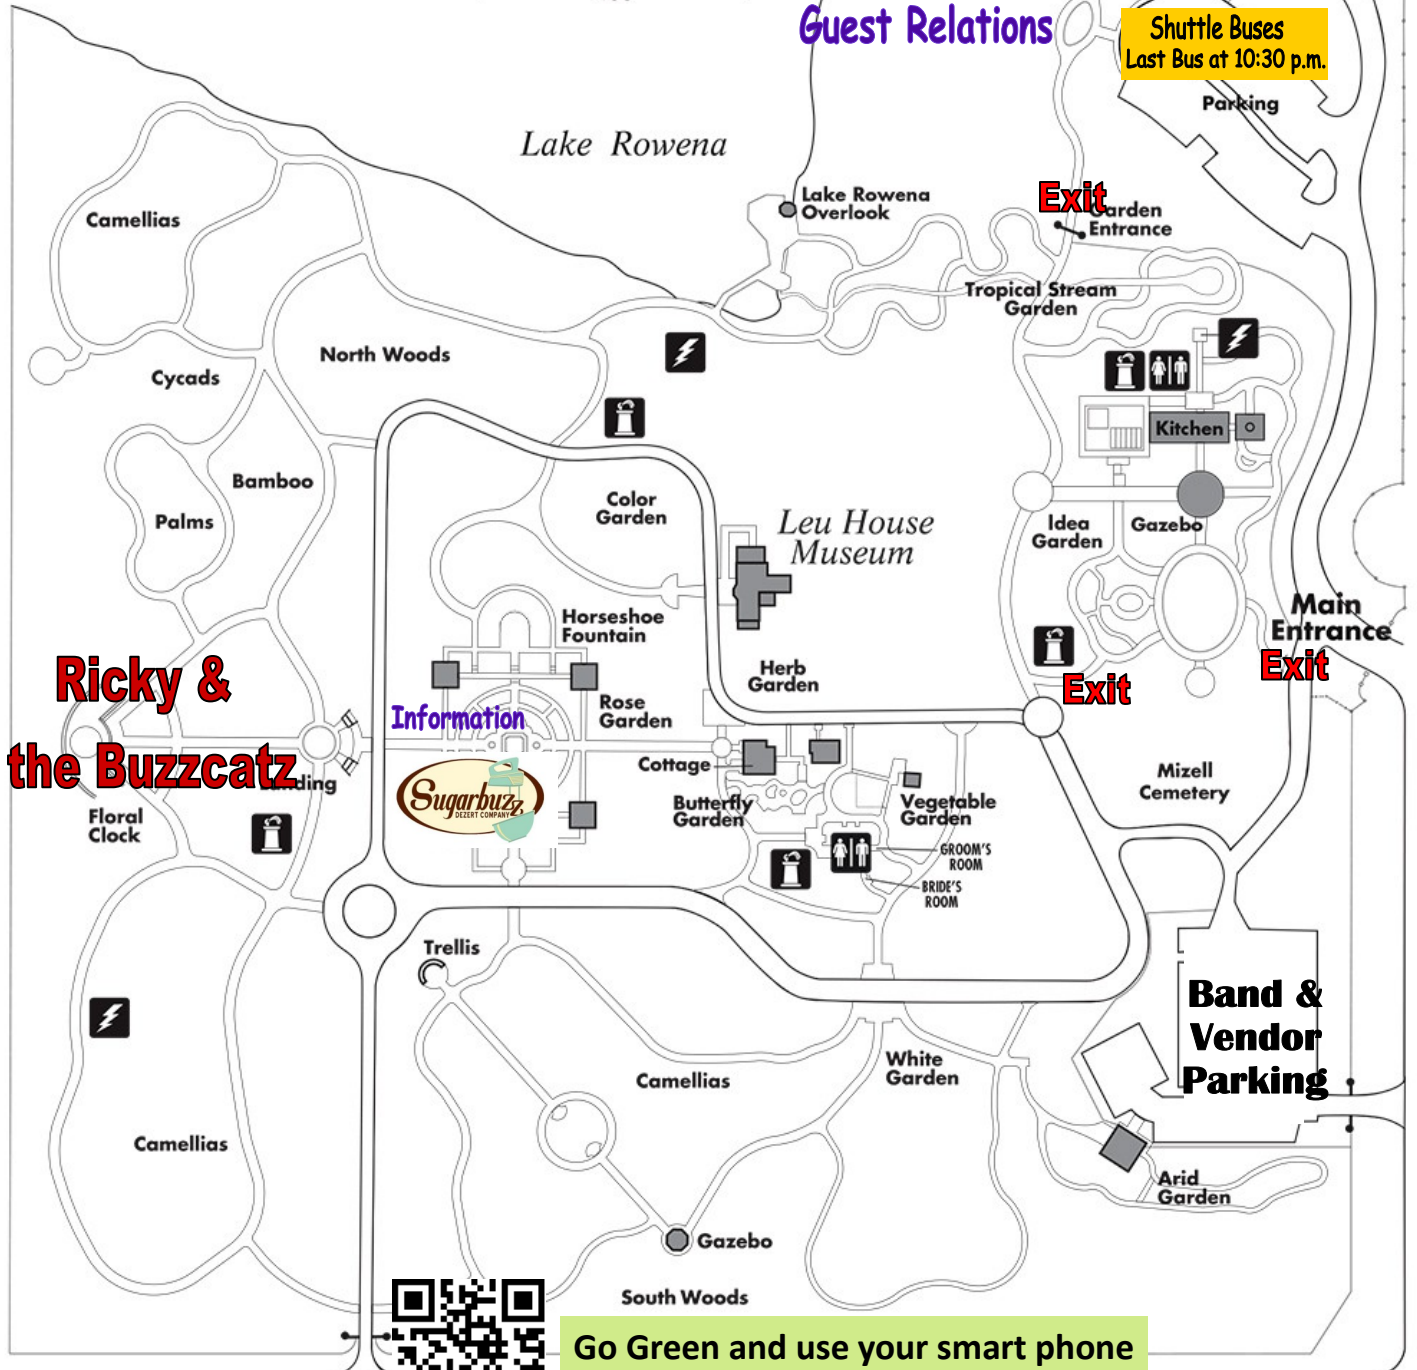 Guest Relations
Shuttle Buses
Last Bus at 10:30 p.m.
Parking
Lake Rowena
Lake Rowena
Overlook
Exit
Garden
Entrance
Camellias
Tropical Stream
Garden
North Woods
Cycads
Kitchen
Bamboo
Palms
Color
Garden
Leu House
Museum
Idea
Garden
Gazebo
Horseshoe
Fountain
Main
Entrance
Exit
Exit
Ricky &
the Buzzcatz
Herb
Garden
Rose
Garden
Information
Cottage
Sugarbuzz
DEZERT COMPANY
Floral
Clock
Butterfly
Garden
Vegetable
Garden
Mizell
Cemetery
GROOM'S
ROOM
BRIDE'S
ROOM
Trellis
Band &
Vendor
Parking
White
Garden
Camellias
Camellias
Arid
Garden
Gazebo
South Woods
Go Green and use your smart phone